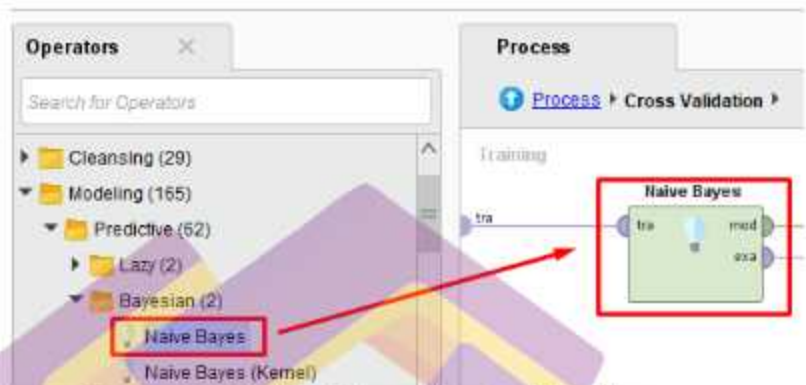 Operators
Search for Operators
Cleansing (29)
Modeling (165)
Predictive (62)
Lazy (2)
Bayesian (2)
Naive Bayes
Naive Bayes (Kernel)
Process
Process Cross Validation
Training
Naive Bayes
tra
tra mod
exa